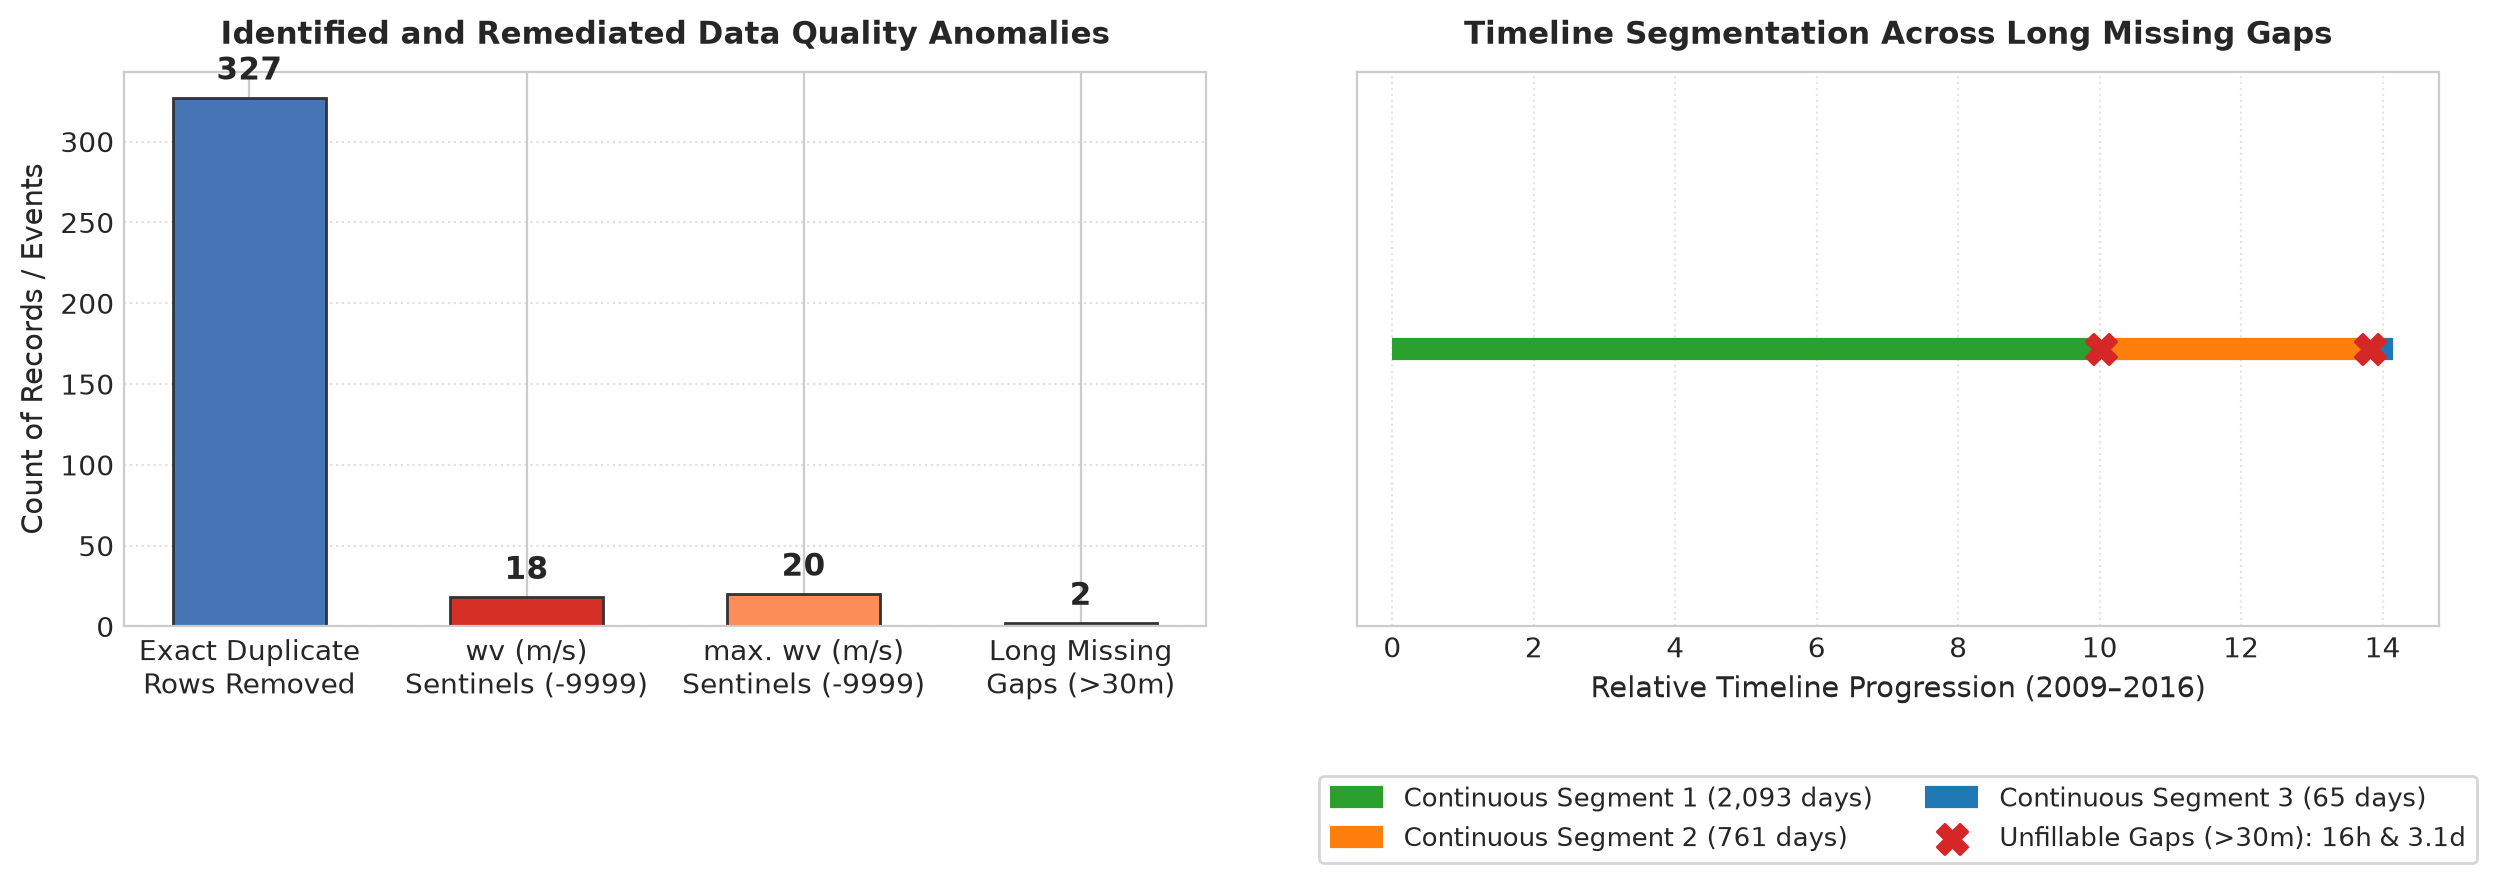 Identified and Remediated Data Quality Anomalies
327
300
250
200
150
100
50
0
Count of Records / Events
18
20
2
Exact Duplicate
Rows Removed
wv (m/s)
Sentinels (-9999)
max. wv (m/s)
Sentinels (-9999)
Long Missing
Gaps (>30m)
Timeline Segmentation Across Long Missing Gaps
0 2 4 6 8 10 12 14
Relative Timeline Progression (2009–2016)
Continuous Segment 1 (2,093 days)
Continuous Segment 2 (761 days)
Continuous Segment 3 (65 days)
Unfillable Gaps (>30m): 16h & 3.1d